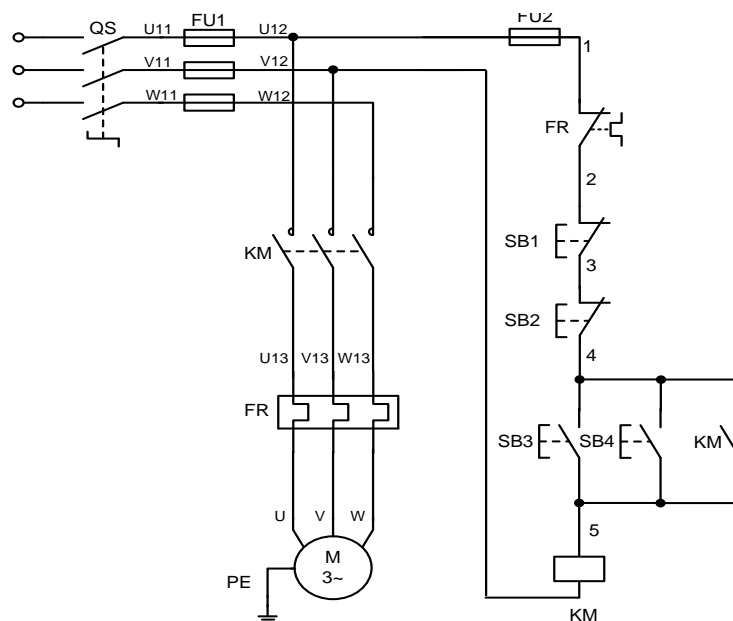 QS U11 FU1 U12 FU2 1
V11 V12
W11 W12
FR
2
KM SB1
3
SB2
U13 V13 W13 4
FR
SB3 SB4 KM
U V W 5
M
3~
PE
KM